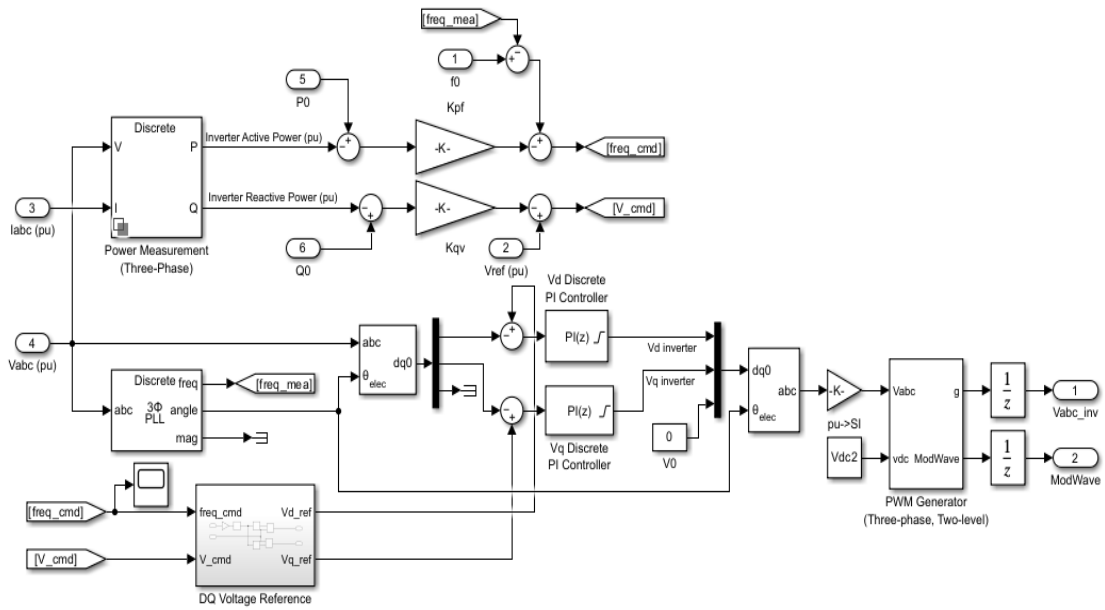 [freq_mea]
1
f0
5
P0
Kpf
-K-
[freq_cmd]
Discrete
V
P
I
Q
Power Measurement
(Three-Phase)
Inverter Active Power (pu)
Inverter Reactive Power (pu)
3
Iabc (pu)
6
Q0
-K-
Kqv
2
Vref (pu)
[V_cmd]
4
Vabc (pu)
abc
θelec
dq0
Vd Discrete
PI Controller
PI(z)
Vd inverter
PI(z)
Vq inverter
Vq Discrete
PI Controller
0
V0
Discrete
abc
3Φ
PLL
freq
angle
mag
[freq_mea]
dq0
θelec
abc
-K-
pu->SI
Vdc2
Vabc
vdc
g
ModWave
PWM Generator
(Three-phase, Two-level)
1
z
1
z
1
Vabc_inv
2
ModWave
[freq_cmd]
[V_cmd]
freq_cmd
V_cmd
Vd_ref
Vq_ref
DQ Voltage Reference